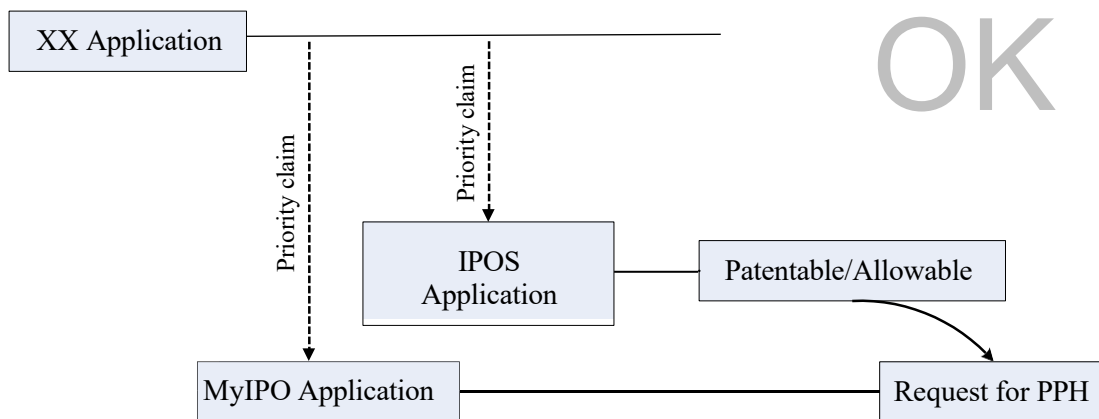 XX Application
OK
Priority claim
Priority claim
IPOS
Application
Patentable/Allowable
MyIPO Application
Request for PPH